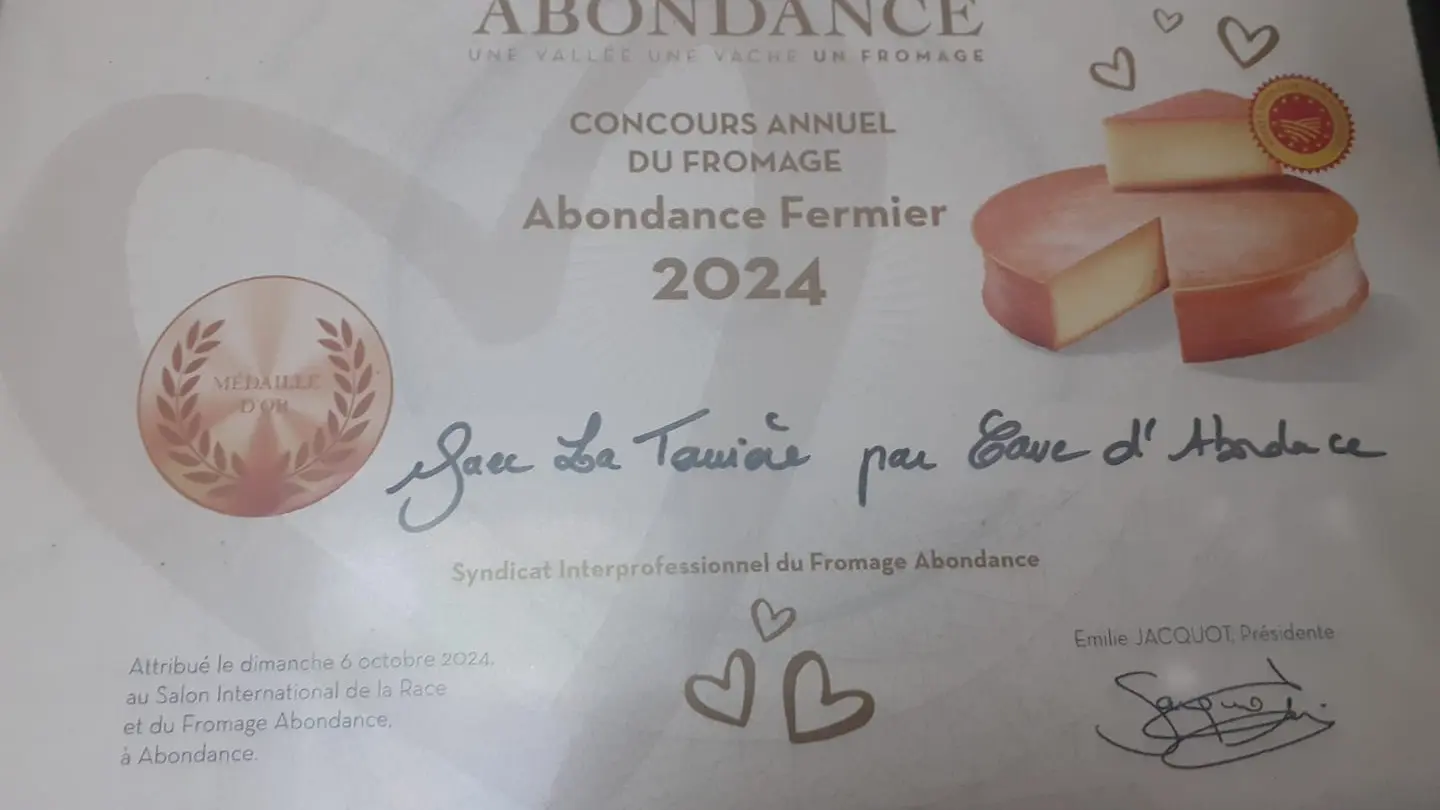 ABONDANCE
UNE VALLÉE UNE VACHE UN FROMAGE
CONCOURS ANNUEL
DU FROMAGE
Abondance Fermier
2024
MÉDAILLE
D'OR
Gaec La Tanière par Cave d'Abondance
Syndicat Interprofessionnel du Fromage Abondance
Emilie JACQUOT, Présidente
Attribué le dimanche 6 octobre 2024,
au Salon International de la Race
et du Fromage Abondance,
à Abondance.